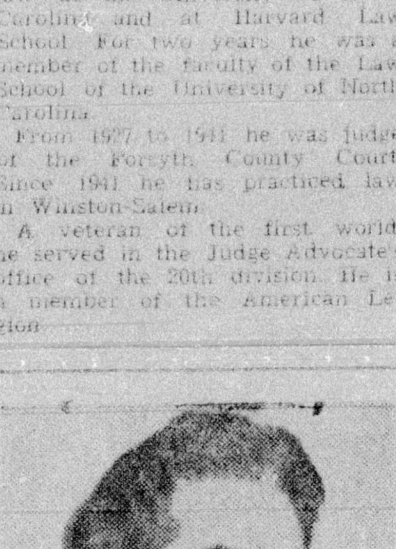 Carolina and at Harvard Law
School. For two years he was a
member of the faculty of the Law
School of the University of North
Carolina.
From 1927 to 1941 he was judge
of the Forsyth County Court.
Since 1941 he has practiced law
in Winston-Salem.
A veteran of the first world
he served in the Judge Advocate's
office of the 20th division. He is
a member of the American Le-
gion.